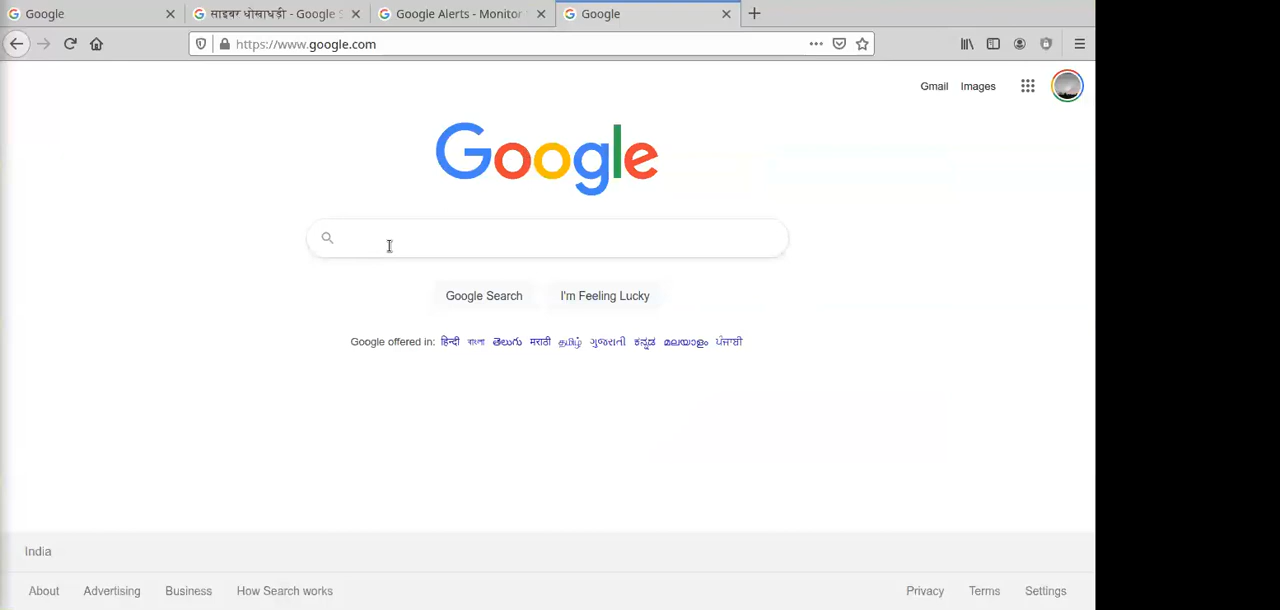 Google साइबर धोखाधड़ी - Google S Google Alerts - Monitor Google
https://www.google.com
Gmail Images
Google
Google Search I'm Feeling Lucky
Google offered in: हिन्दी বাংলা తెలుగు मराठी தமிழ் ગુજરાતી ಕನ್ನಡ മലയാളം ਪੰਜਾਬੀ
India
About Advertising Business How Search works Privacy Terms Settings